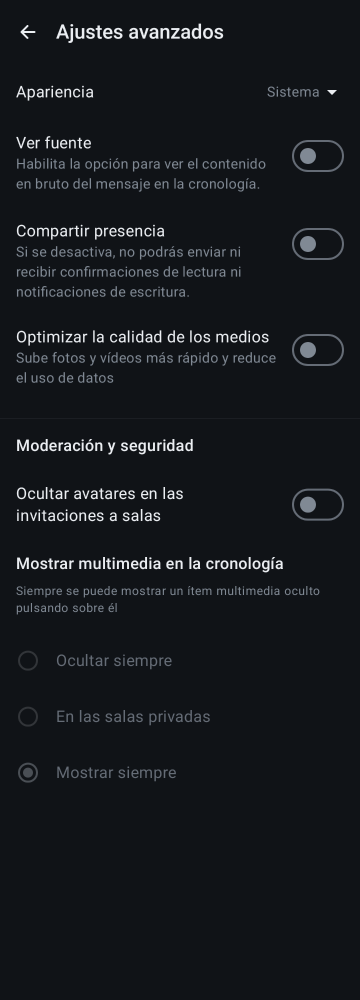 Ajustes avanzados
Apariencia
Sistema
Ver fuente
Habilita la opción para ver el contenido
en bruto del mensaje en la cronología.
Compartir presencia
Si se desactiva, no podrás enviar ni
recibir confirmaciones de lectura ni
notificaciones de escritura.
Optimizar la calidad de los medios
Sube fotos y vídeos más rápido y reduce
el uso de datos
Moderación y seguridad
Ocultar avatares en las
invitaciones a salas
Mostrar multimedia en la cronología
Siempre se puede mostrar un ítem multimedia oculto
pulsando sobre él
Ocultar siempre
En las salas privadas
Mostrar siempre